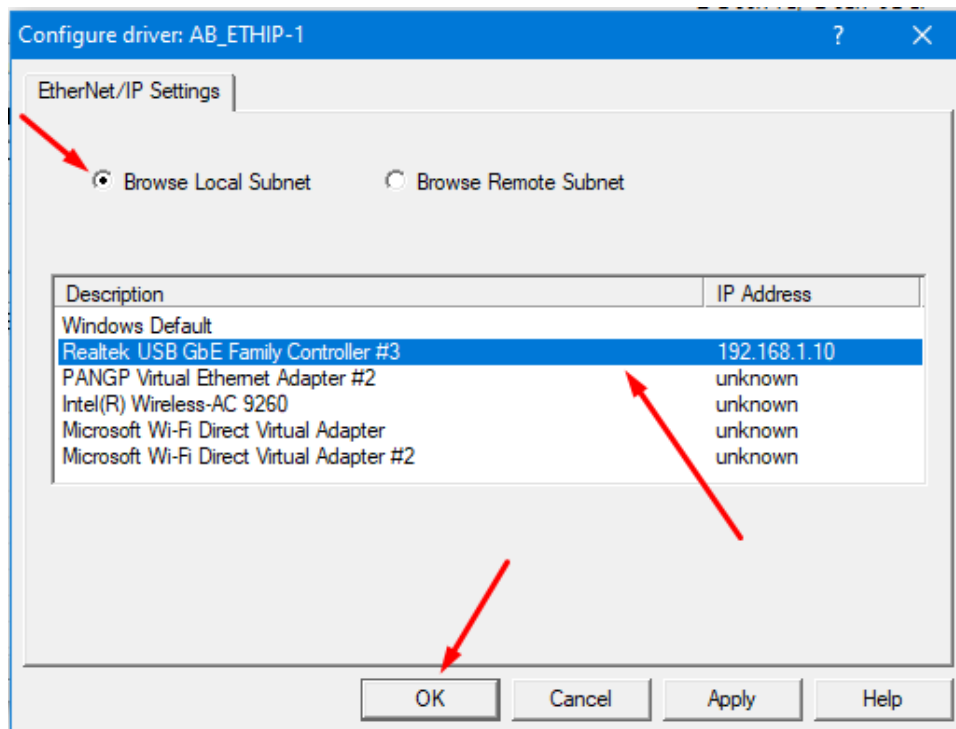 Configure driver: AB_ETHIP-1 ? ×
EtherNet/IP Settings
Browse Local Subnet Browse Remote Subnet
Description IP Address
Windows Default
Realtek USB GbE Family Controller #3 192.168.1.10
PANGP Virtual Ethernet Adapter #2 unknown
Intel(R) Wireless-AC 9260 unknown
Microsoft Wi-Fi Direct Virtual Adapter unknown
Microsoft Wi-Fi Direct Virtual Adapter #2 unknown
OK Cancel Apply Help